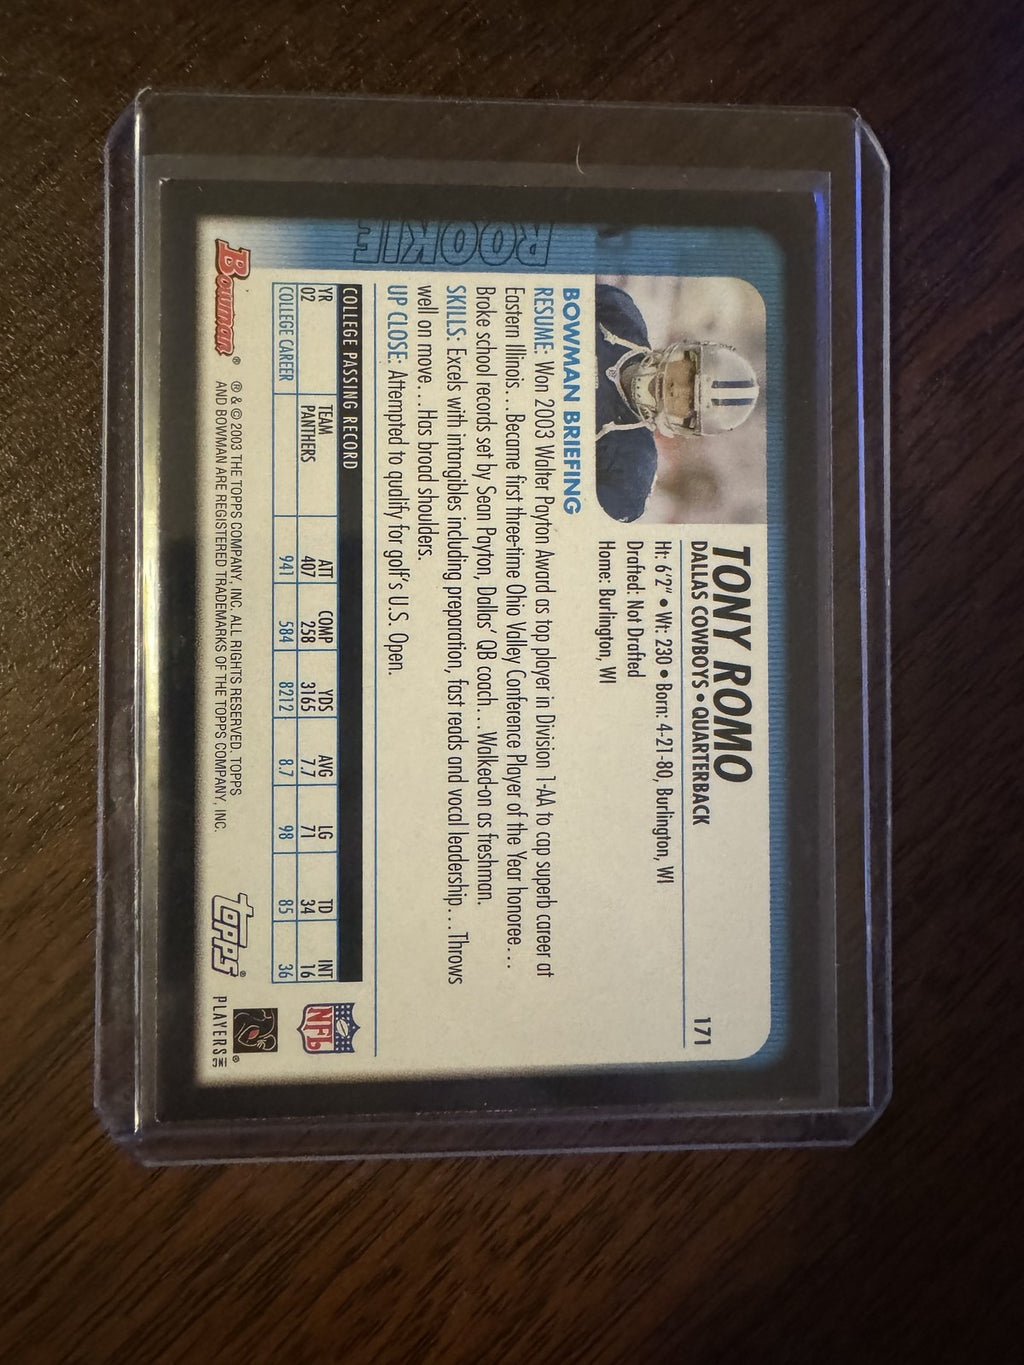 ROOKIE
TONY ROMO
171
DALLAS COWBOYS • QUARTERBACK
Ht: 6'2" • Wt: 230 • Born: 4-21-80, Burlington, WI
Drafted: Not Drafted
Home: Burlington, WI
BOWMAN BRIEFING
RESUME: Won 2003 Walter Payton Award as top player in Division 1-AA to cap superb career at
Eastern Illinois...Became first three-time Ohio Valley Conference Player of the Year honoree...
Broke school records set by Sean Payton, Dallas' QB coach...Walked-on as freshman.
SKILLS: Excels with intangibles including preparation, fast reads and vocal leadership...Throws
well on move...Has broad shoulders.
UP CLOSE: Attempted to qualify for golf's U.S. Open.
COLLEGE PASSING RECORD
YR TEAM ATT COMP YDS AVG LG TD INT
02 PANTHERS 407 258 3165 7.7 71 34 16
COLLEGE CAREER 941 584 8212 8.7 98 85 36
NFL
Bowman®
® & © 2003 THE TOPPS COMPANY, INC. ALL RIGHTS RESERVED. TOPPS
AND BOWMAN ARE REGISTERED TRADEMARKS OF THE TOPPS COMPANY, INC.
topps®
PLAYERS INC